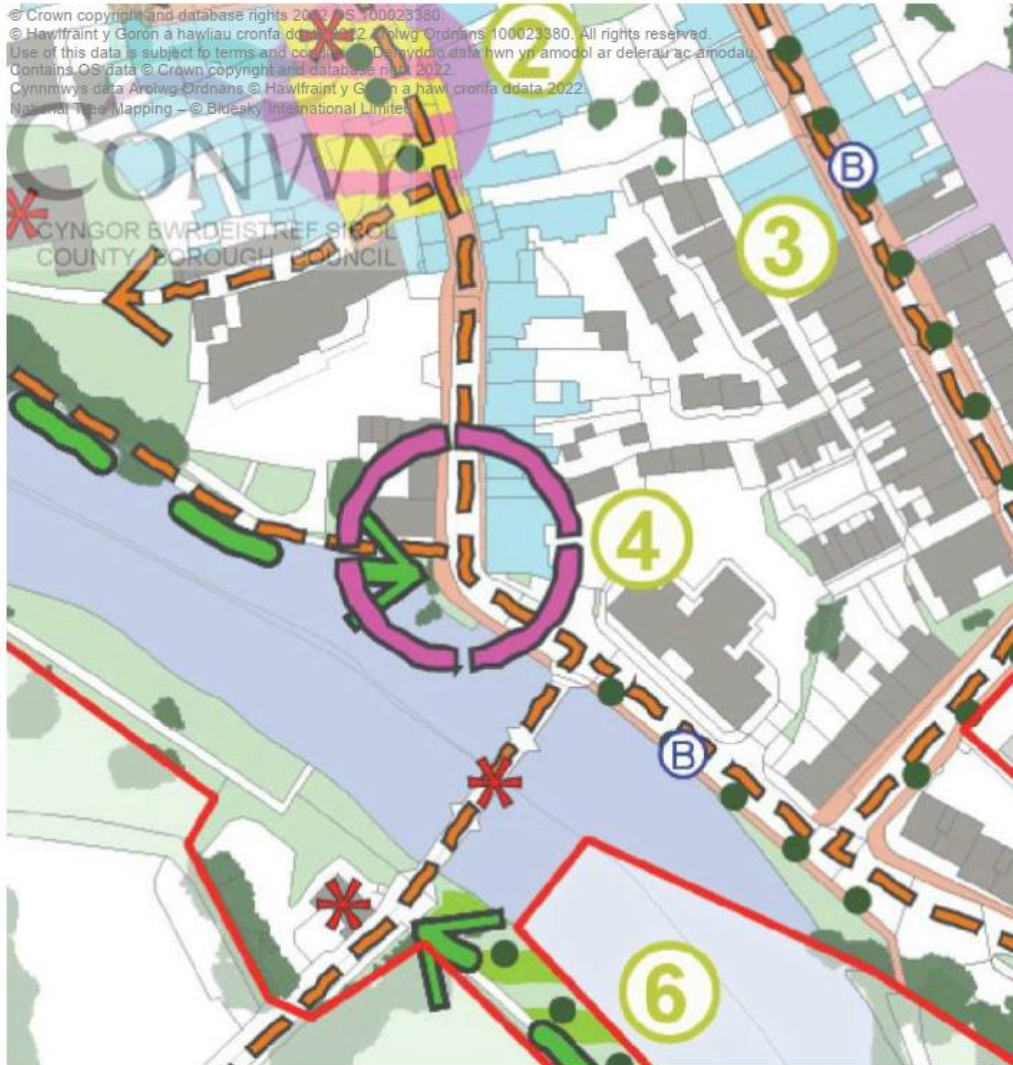 © Crown copyright and database rights 2022 OS 100023380.
© Hawlfraint y Goron a hawliau cronfa ddata 2022 Arolwg Ordnans 100023380. All rights reserved.
Use of this data is subject to terms and Defnyddio data hwn yn amodol ar delerau ac amodau.
Contains OS data © Crown copyright and database right 2022.
Cynnmwys data Arolwg Ordnans © Hawlfraint y Goron a hawl cronfa ddata 2022.
National Tree Mapping – © Bluesky International Limited
2
CONWY
CYNGOR BWRDEISTREF SIROL
COUNTY BOROUGH COUNCIL
B
3
4
B
6